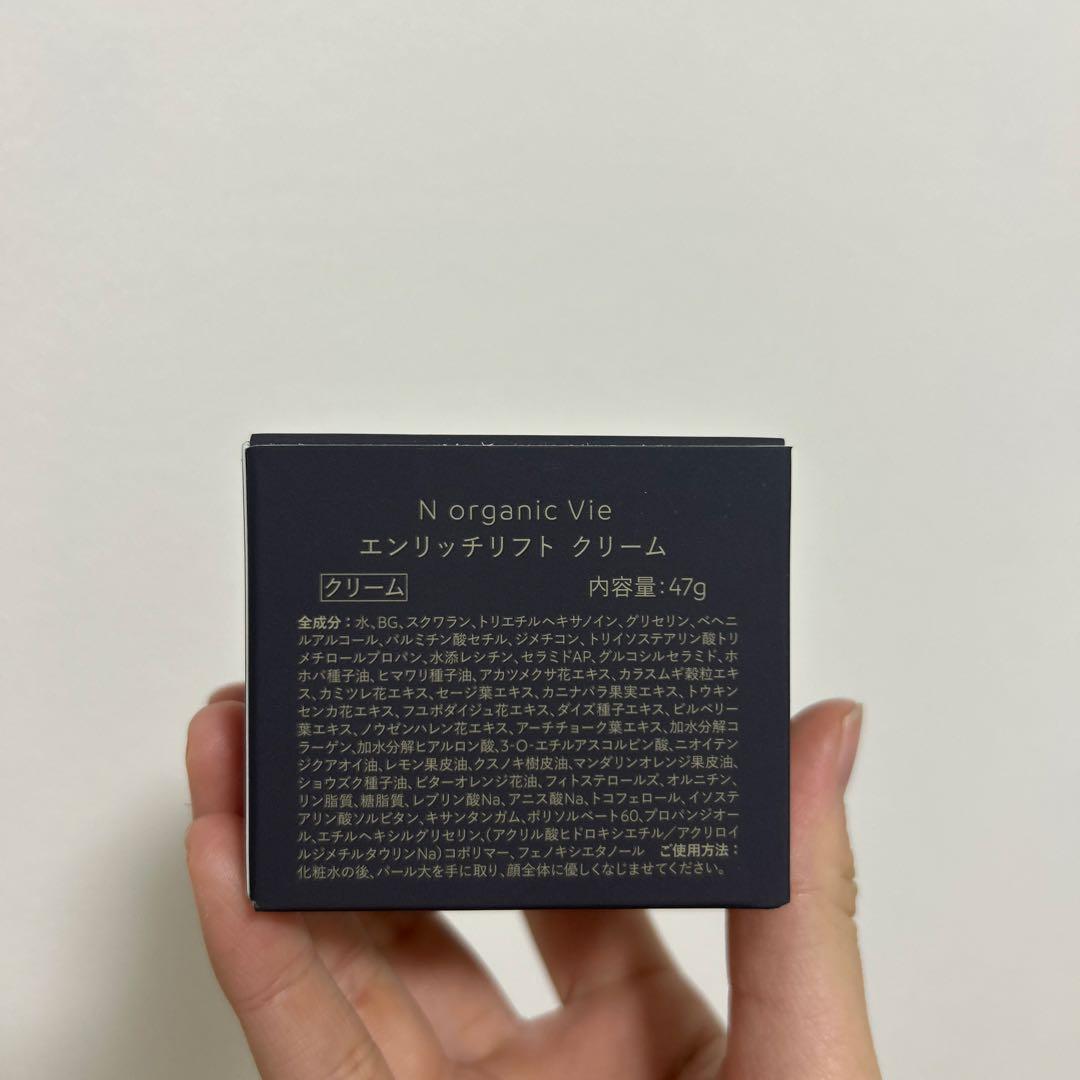 N organic Vie
エンリッチリフト クリーム
クリーム 内容量：47g
全成分：水、BG、スクワラン、トリエチルヘキサノイン、グリセリン、ベヘニ
ルアルコール、パルミチン酸セチル、ジメチコン、トリイソステアリン酸トリ
メチロールプロパン、水添レシチン、セラミドAP、グルコシルセラミド、ホ
ホバ種子油、ヒマワリ種子油、アカツメクサ花エキス、カラスムギ穀粒エキ
ス、カミツレ花エキス、セージ葉エキス、カニナバラ果実エキス、トウキン
センカ花エキス、フユボダイジュ花エキス、ダイズ種子エキス、ビルベリー
葉エキス、ノウゼンハレン花エキス、アーチチョーク葉エキス、加水分解コ
ラーゲン、加水分解ヒアルロン酸、3-O-エチルアスコルビン酸、ニオイテン
ジクアオイ油、レモン果皮油、クスノキ樹皮油、マンダリンオレンジ果皮油、
ショウズク種子油、ビターオレンジ花油、フィトステロールズ、オルニチン、
リン脂質、糖脂質、レブリン酸Na、アニス酸Na、トコフェロール、イソステ
アリン酸ソルビタン、キサンタンガム、ポリソルベート60、プロパンジオー
ル、エチルヘキシルグリセリン、（アクリル酸ヒドロキシエチル／アクリロイ
ルジメチルタウリンNa）コポリマー、フェノキシエタノール ご使用方法：
化粧水の後、パール大を手に取り、顔全体に優しくなじませてください。